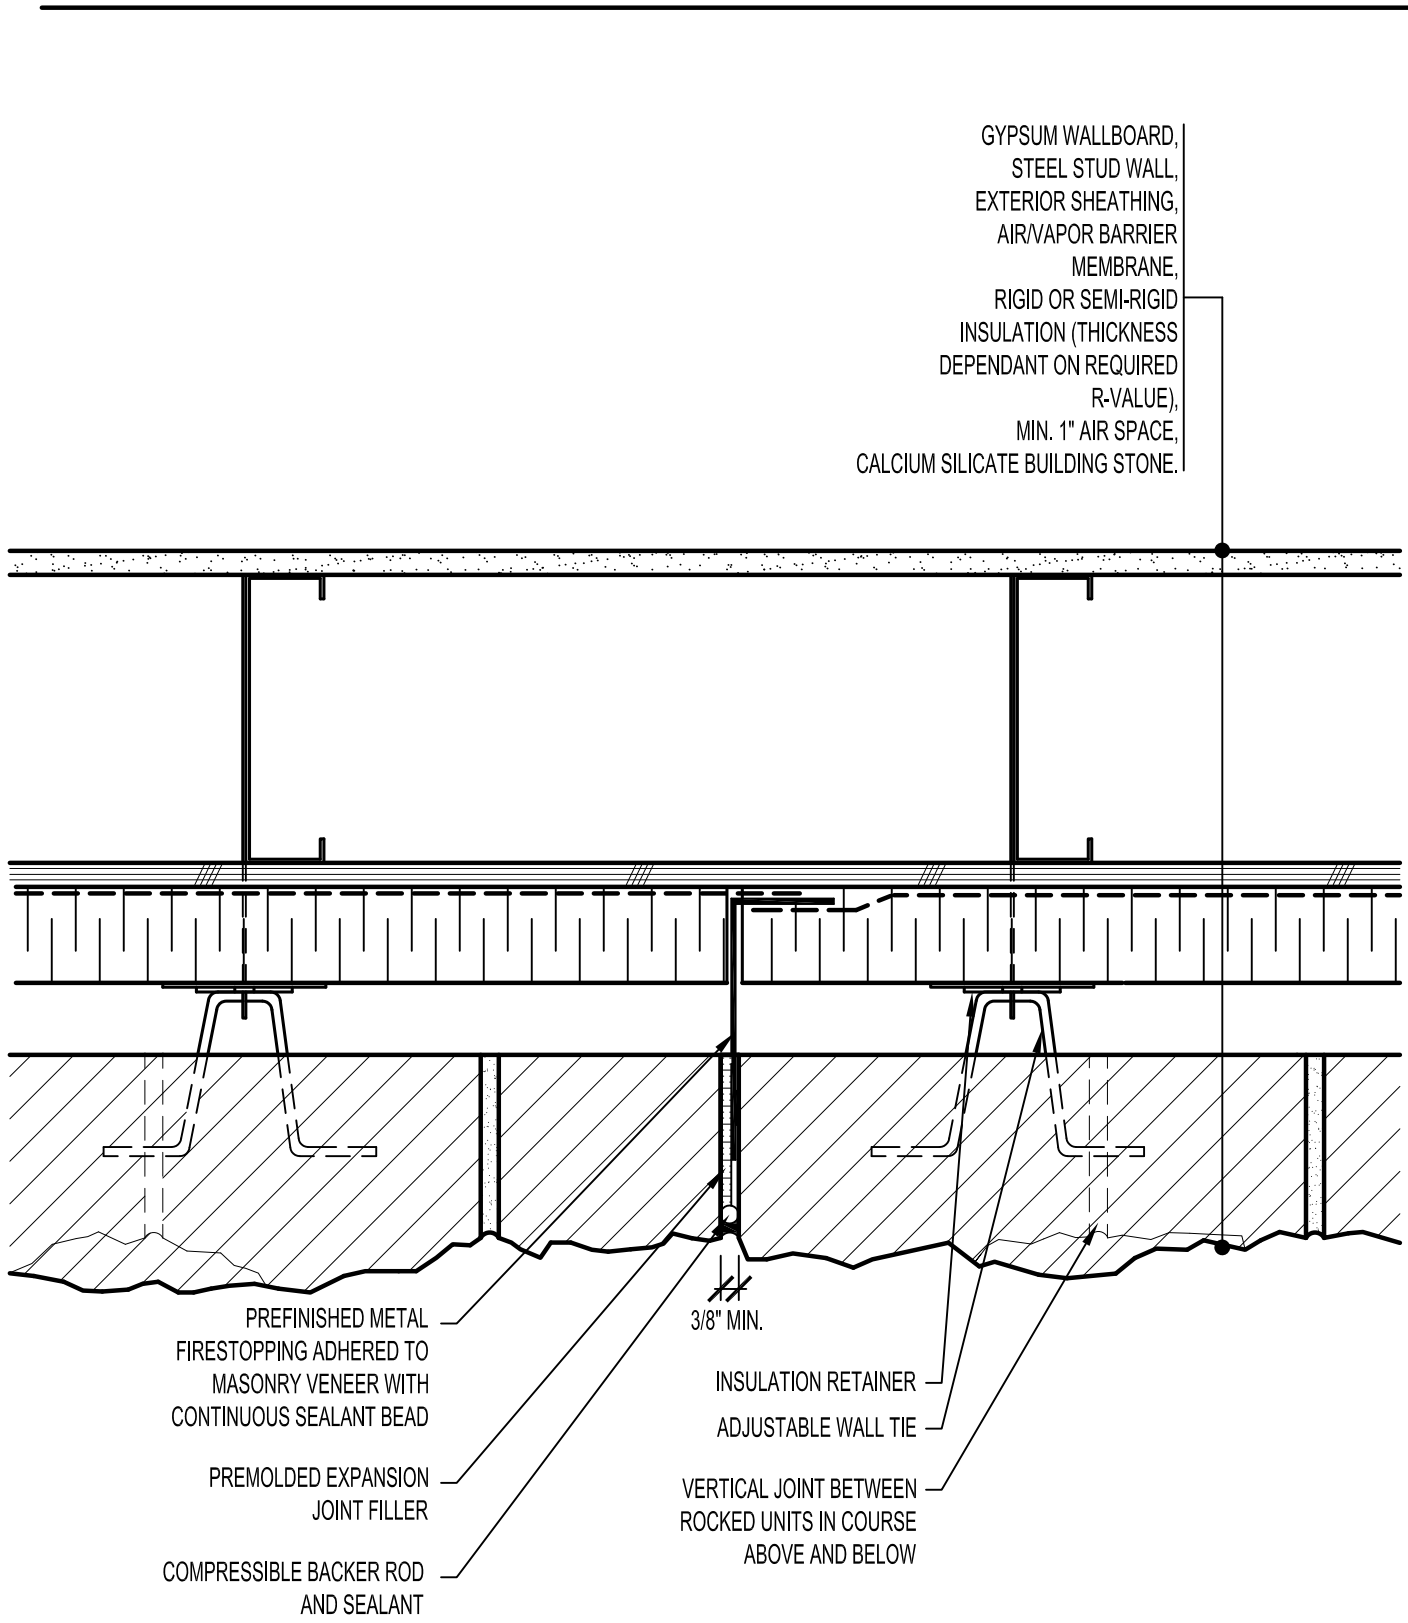 GYPSUM WALLBOARD,
STEEL STUD WALL,
EXTERIOR SHEATHING,
AIR/VAPOR BARRIER
MEMBRANE,
RIGID OR SEMI-RIGID
INSULATION (THICKNESS
DEPENDANT ON REQUIRED
R-VALUE),
MIN. 1" AIR SPACE,
CALCIUM SILICATE BUILDING STONE.
PREFINISHED METAL
FIRESTOPPING ADHERED TO
MASONRY VENEER WITH
CONTINUOUS SEALANT BEAD
PREMOLDED EXPANSION
JOINT FILLER
COMPRESSIBLE BACKER ROD
AND SEALANT
3/8" MIN.
INSULATION RETAINER
ADJUSTABLE WALL TIE
VERTICAL JOINT BETWEEN
ROCKED UNITS IN COURSE
ABOVE AND BELOW